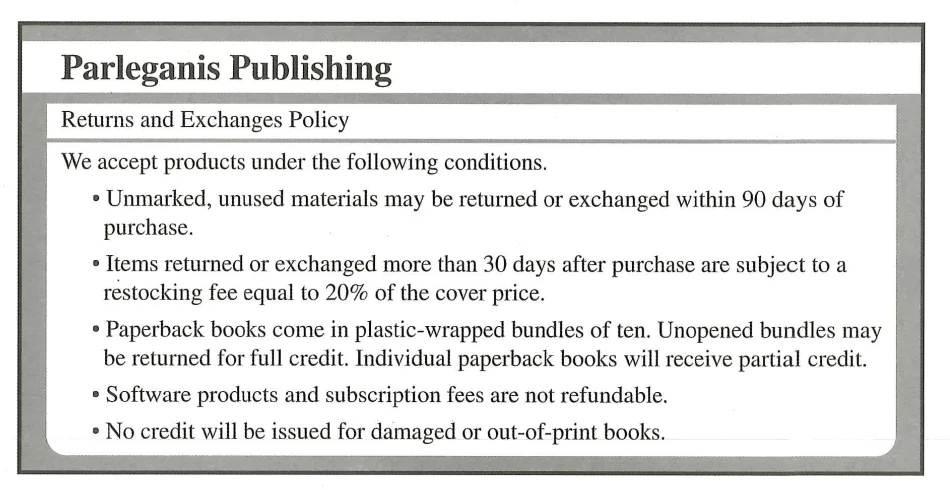 Parleganis Publishing
Returns and Exchanges Policy
We accept products under the following conditions.
• Unmarked, unused materials may be returned or exchanged within 90 days of
purchase.
• Items returned or exchanged more than 30 days after purchase are subject to a
restocking fee equal to 20% of the cover price.
• Paperback books come in plastic-wrapped bundles of ten. Unopened bundles may
be returned for full credit. Individual paperback books will receive partial credit.
• Software products and subscription fees are not refundable.
• No credit will be issued for damaged or out-of-print books.